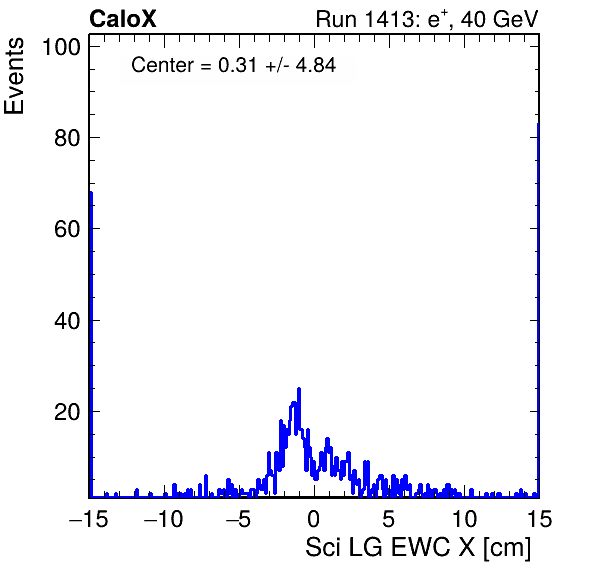 CaloX Run 1413: e+, 40 GeV
Center = 0.31 +/- 4.84
Events
100
80
60
40
20
−15 −10 −5 0 5 10 15
Sci LG EWC X [cm]